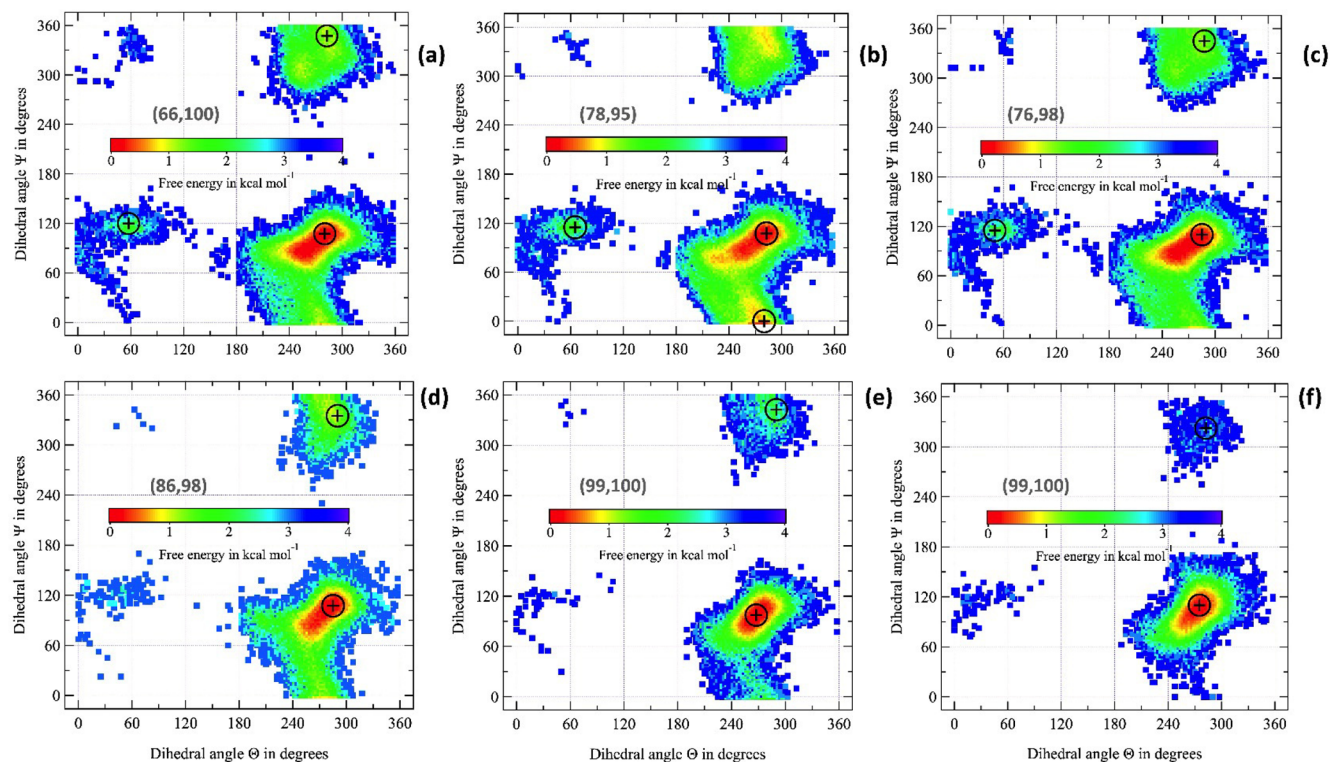 360
300
240
180
120
60
0
Dihedral angle Ψ in degrees
(a)
(66,100)
0 1 2 3 4
Free energy in kcal mol-1
0 60 120 180 240 300 360
360
300
240
180
120
60
0
Dihedral angle Ψ in degrees
(b)
(78,95)
0 1 2 3 4
Free energy in kcal mol-1
0 60 120 180 240 300 360
360
300
240
180
120
60
0
Dihedral angle Ψ in degrees
(c)
(76,98)
0 1 2 3 4
Free energy in kcal mol-1
0 60 120 180 240 300 360
360
300
240
180
120
60
0
Dihedral angle Ψ in degrees
(d)
(86,98)
0 1 2 3 4
Free energy in kcal mol-1
0 60 120 180 240 300 360
Dihedral angle Θ in degrees
360
300
240
180
120
60
0
Dihedral angle Ψ in degrees
(e)
(99,100)
0 1 2 3 4
Free energy in kcal mol-1
0 60 120 180 240 300 360
Dihedral angle Θ in degrees
360
300
240
180
120
60
0
Dihedral angle Ψ in degrees
(f)
(99,100)
0 1 2 3 4
Free energy in kcal mol-1
0 60 120 180 240 300 360
Dihedral angle Θ in degrees